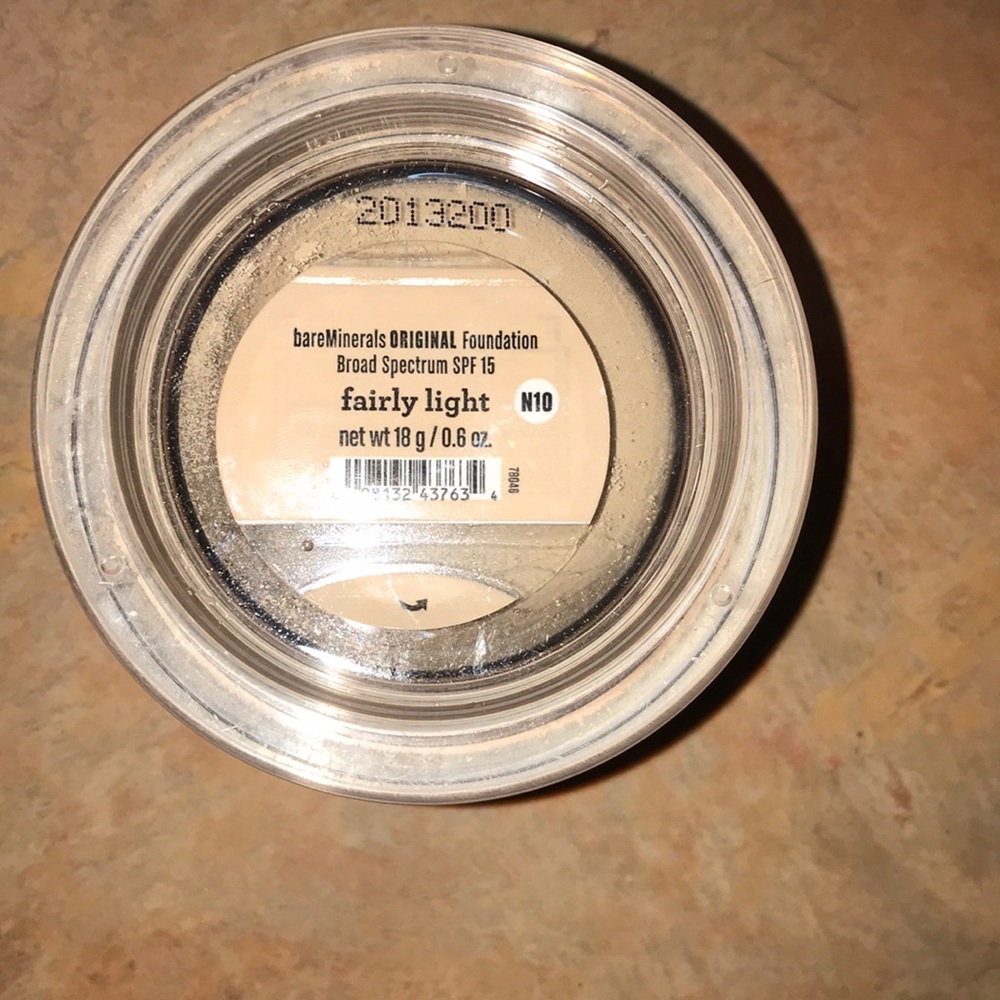 2013200
bareMinerals ORIGINAL Foundation
Broad Spectrum SPF 15
fairly light N10
net wt 18 g / 0.6 oz.
43763 4
78046